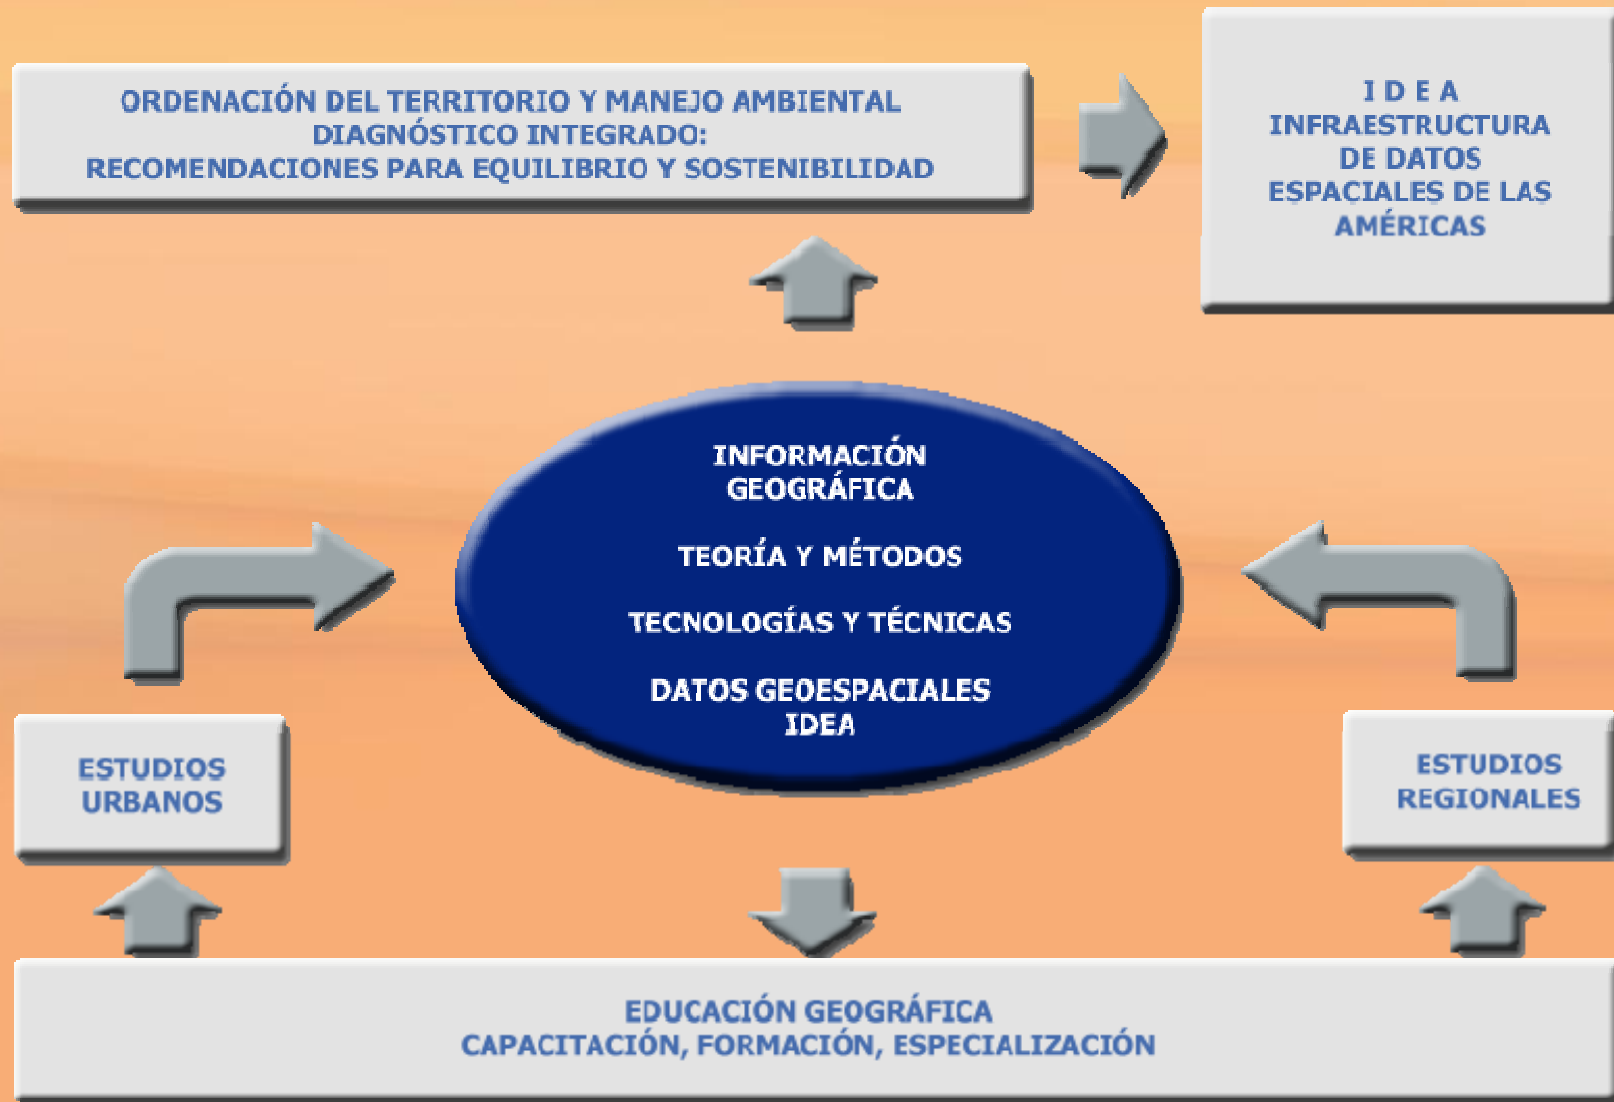 ORDENACIÓN DEL TERRITORIO Y MANEJO AMBIENTAL
DIAGNÓSTICO INTEGRADO:
RECOMENDACIONES PARA EQUILIBRIO Y SOSTENIBILIDAD
I D E A
INFRAESTRUCTURA
DE DATOS
ESPACIALES DE LAS
AMÉRICAS
INFORMACIÓN
GEOGRÁFICA
TEORÍA Y MÉTODOS
TECNOLOGÍAS Y TÉCNICAS
DATOS GEOESPACIALES
IDEA
ESTUDIOS
URBANOS
ESTUDIOS
REGIONALES
EDUCACIÓN GEOGRÁFICA
CAPACITACIÓN, FORMACIÓN, ESPECIALIZACIÓN